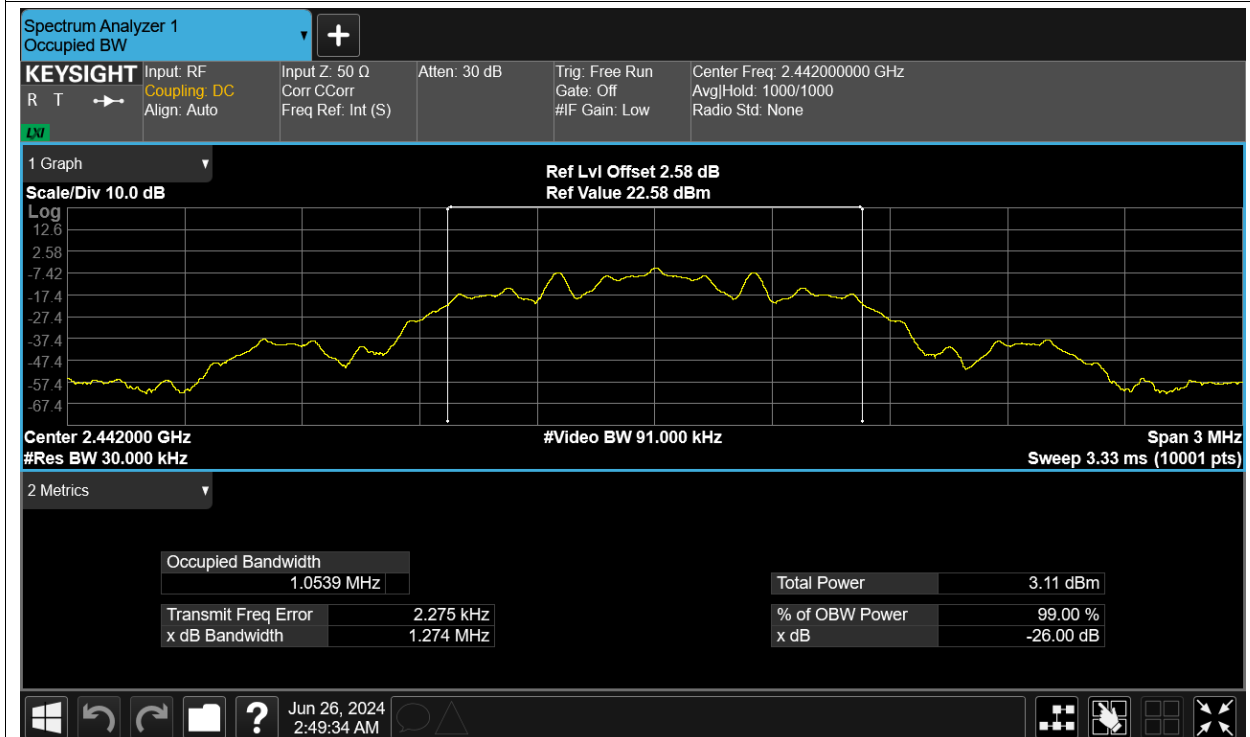 Spectrum Analyzer 1
Occupied BW
+
KEYSIGHT
R T
LXI
Input: RF
Coupling: DC
Align: Auto
Input Z: 50 Ω
Corr CCorr
Freq Ref: Int (S)
Atten: 30 dB
Trig: Free Run
Gate: Off
#IF Gain: Low
Center Freq: 2.442000000 GHz
Avg|Hold: 1000/1000
Radio Std: None
1 Graph
Scale/Div 10.0 dB
Ref Lvl Offset 2.58 dB
Ref Value 22.58 dBm
Log
12.6
2.58
-7.42
-17.4
-27.4
-37.4
-47.4
-57.4
-67.4
Center 2.442000 GHz
#Res BW 30.000 kHz
#Video BW 91.000 kHz
Span 3 MHz
Sweep 3.33 ms (10001 pts)
2 Metrics
Occupied Bandwidth
1.0539 MHz
Transmit Freq Error 2.275 kHz
x dB Bandwidth 1.274 MHz
Total Power 3.11 dBm
% of OBW Power 99.00 %
x dB -26.00 dB
?
Jun 26, 2024
2:49:34 AM